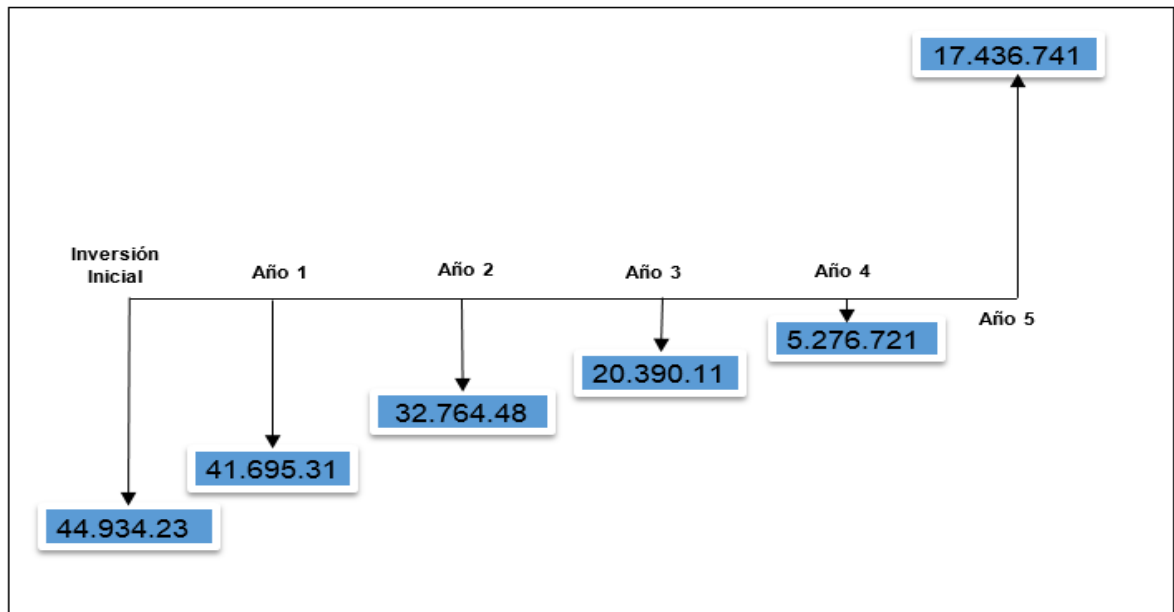 17.436.741
Inversión
Inicial
Año 1
Año 2
Año 3
Año 4
Año 5
5.276.721
20.390.11
32.764.48
41.695.31
44.934.23